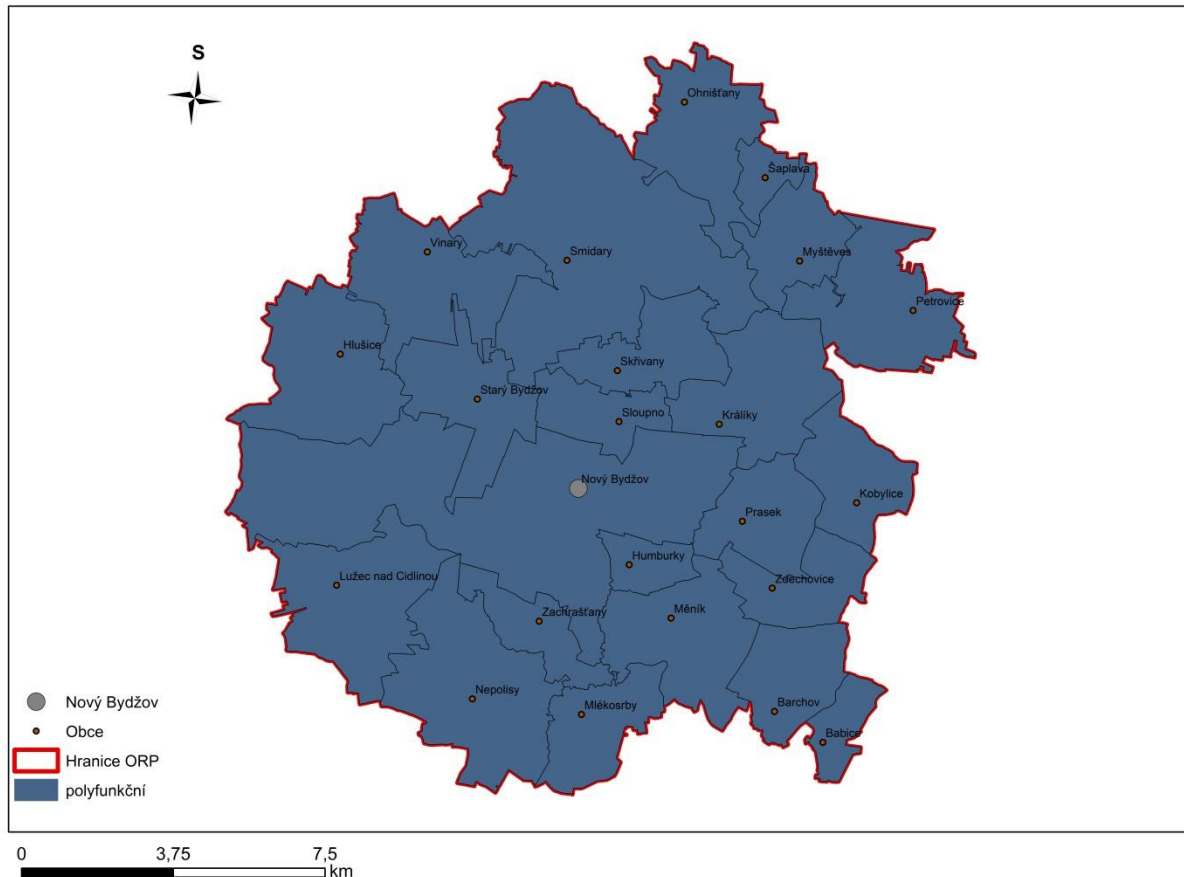 S
Ohnišťany
Šaplava
Vinary
Smidary
Myštěves
Petrovice
Hlušice
Skřivany
Starý Bydžov
Sloupno
Králíky
Nový Bydžov
Kobylice
Prasek
Humburky
Lužec nad Cidlinou
Zdechovice
Zachrašťany
Měník
Nepolisy
Mlékosrby
Barchov
Babice
Nový Bydžov
Obce
Hranice ORP
polyfunkční
0 3,75 7,5
km